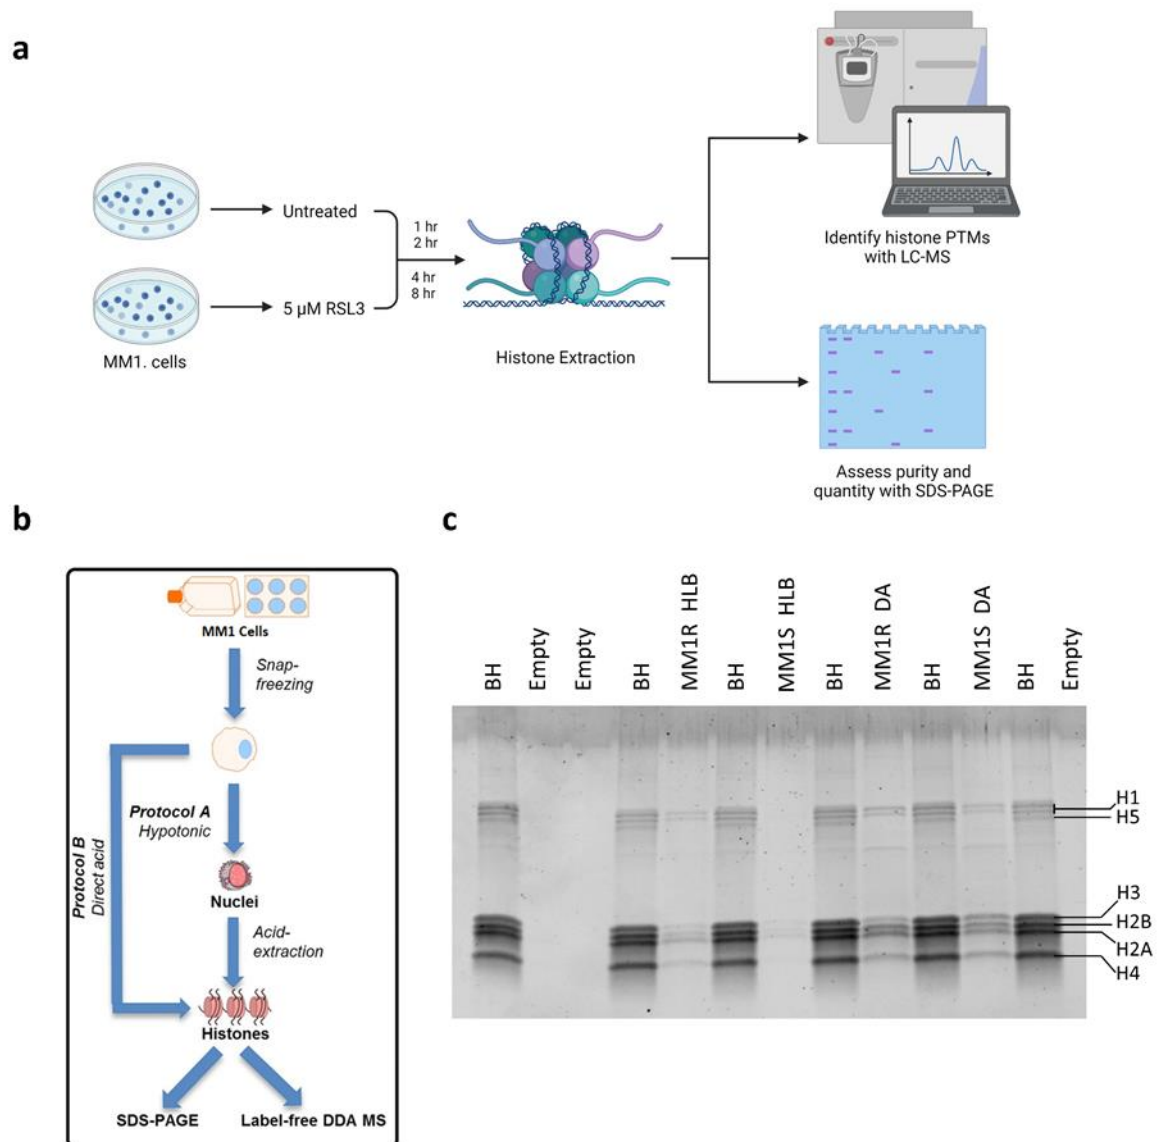 a
Untreated
1 hr
2 hr
4 hr
8 hr
5 µM RSL3
MM1. cells
Histone Extraction
Identify histone PTMs
with LC-MS
Assess purity and
quantity with SDS-PAGE
b
MM1 Cells
Snap-
freezing
Protocol A
Hypotonic
Protocol B
Direct acid
Nuclei
Acid-
extraction
Histones
SDS-PAGE
Label-free DDA MS
c
BH
Empty
Empty
BH
MM1R HLB
BH
MM1S HLB
BH
MM1R DA
BH
MM1S DA
BH
Empty
H1
H5
H3
H2B
H2A
H4